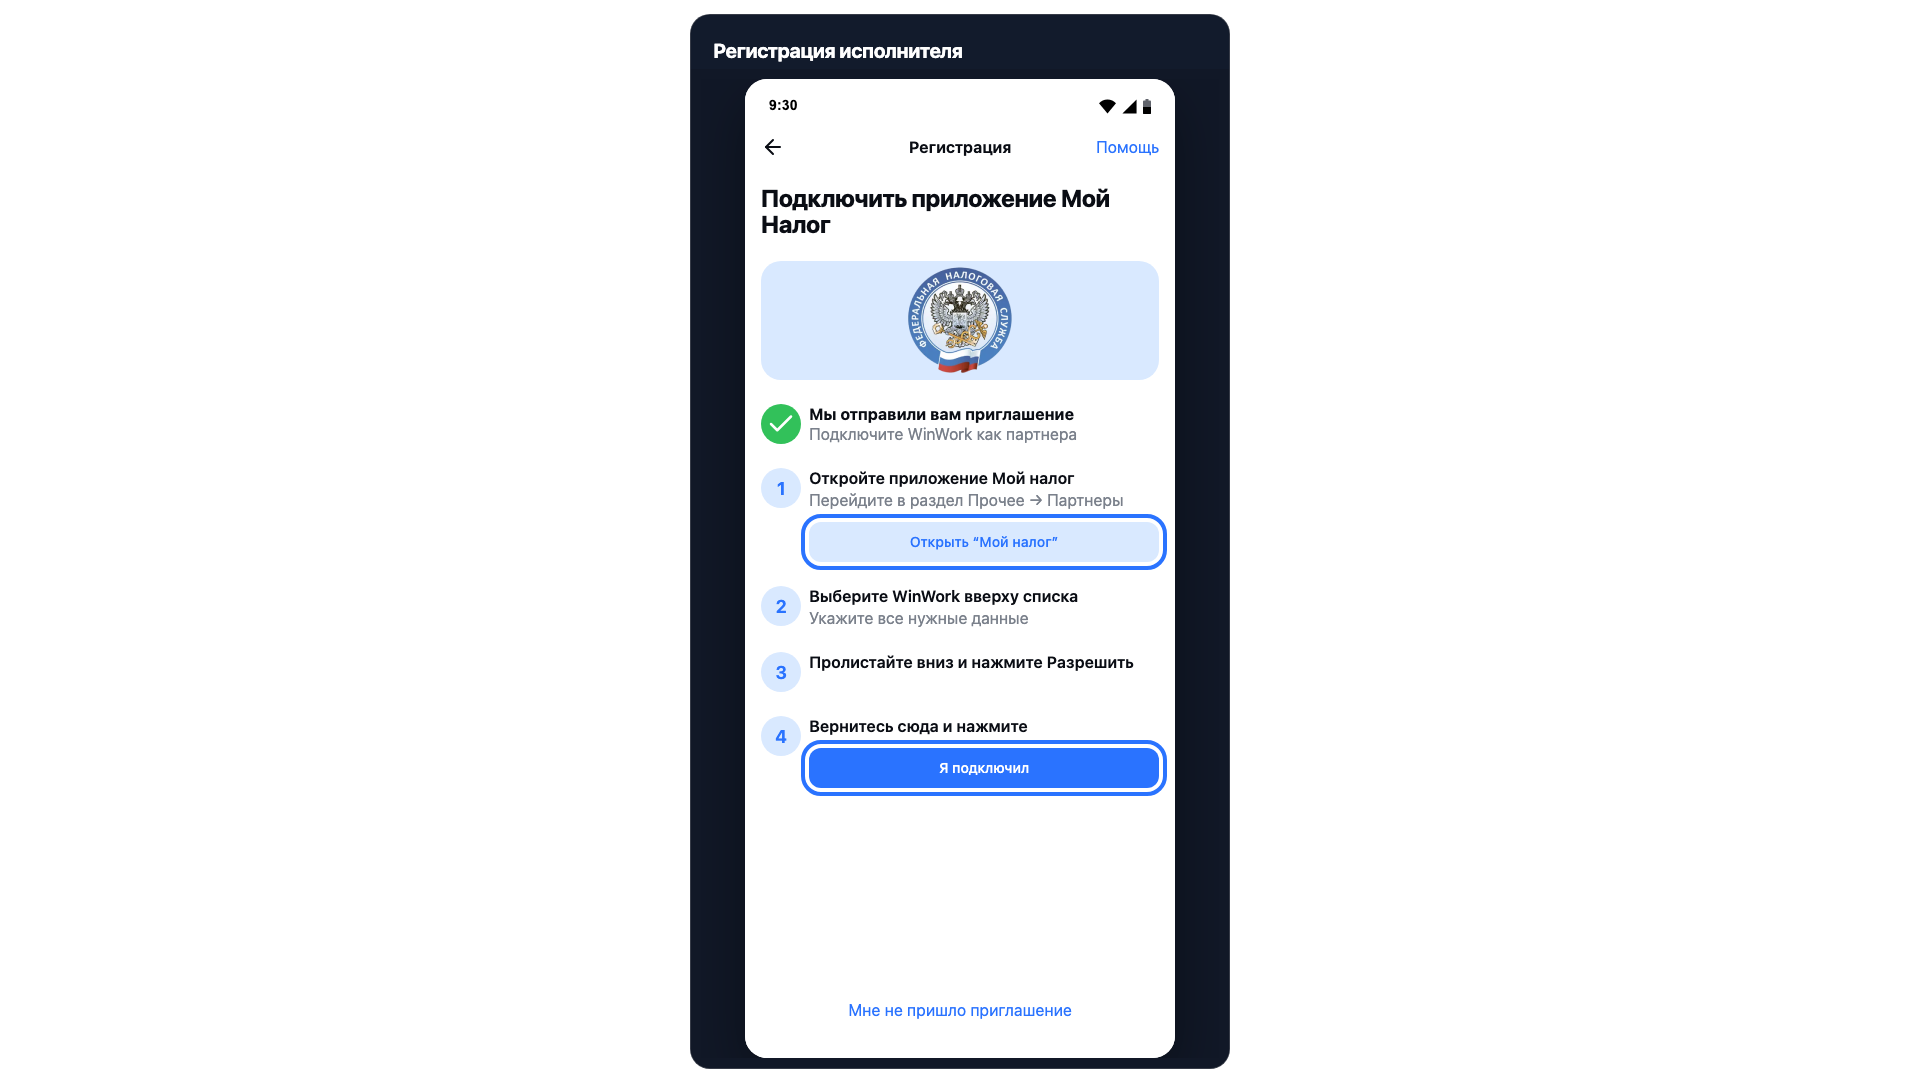 Регистрация исполнителя
9:30
Регистрация
Помощь
Подключить приложение Мой
Налог
ФЕДЕРАЛЬНАЯ НАЛОГОВАЯ СЛУЖБА
Мы отправили вам приглашение
Подключите WinWork как партнера
1
Откройте приложение Мой налог
Перейдите в раздел Прочее → Партнеры
Открыть “Мой налог”
2
Выберите WinWork вверху списка
Укажите все нужные данные
3
Пролистайте вниз и нажмите Разрешить
4
Вернитесь сюда и нажмите
Я подключил
Мне не пришло приглашение